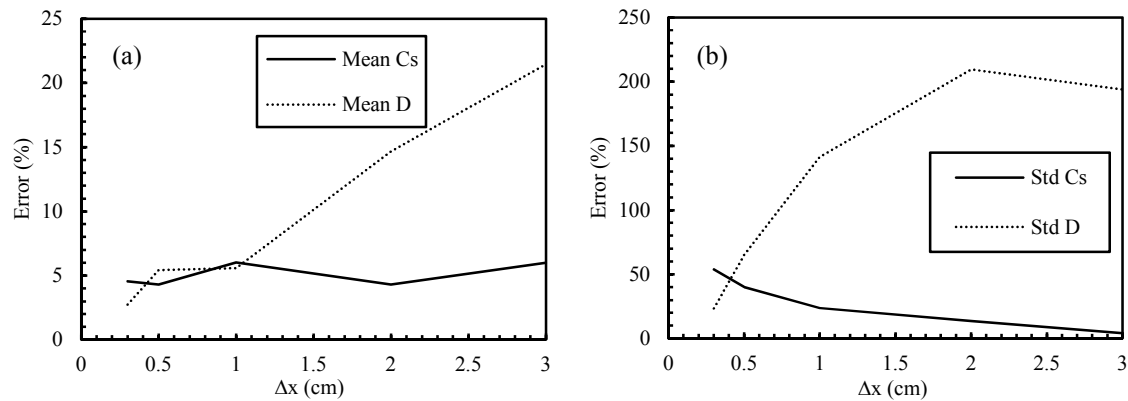 (a)
Mean Cs
Mean D
25
20
15
10
5
0
Error (%)
0 0.5 1 1.5 2 2.5 3
Δx (cm)
(b)
Std Cs
Std D
250
200
150
100
50
0
Error (%)
0 0.5 1 1.5 2 2.5 3
Δx (cm)